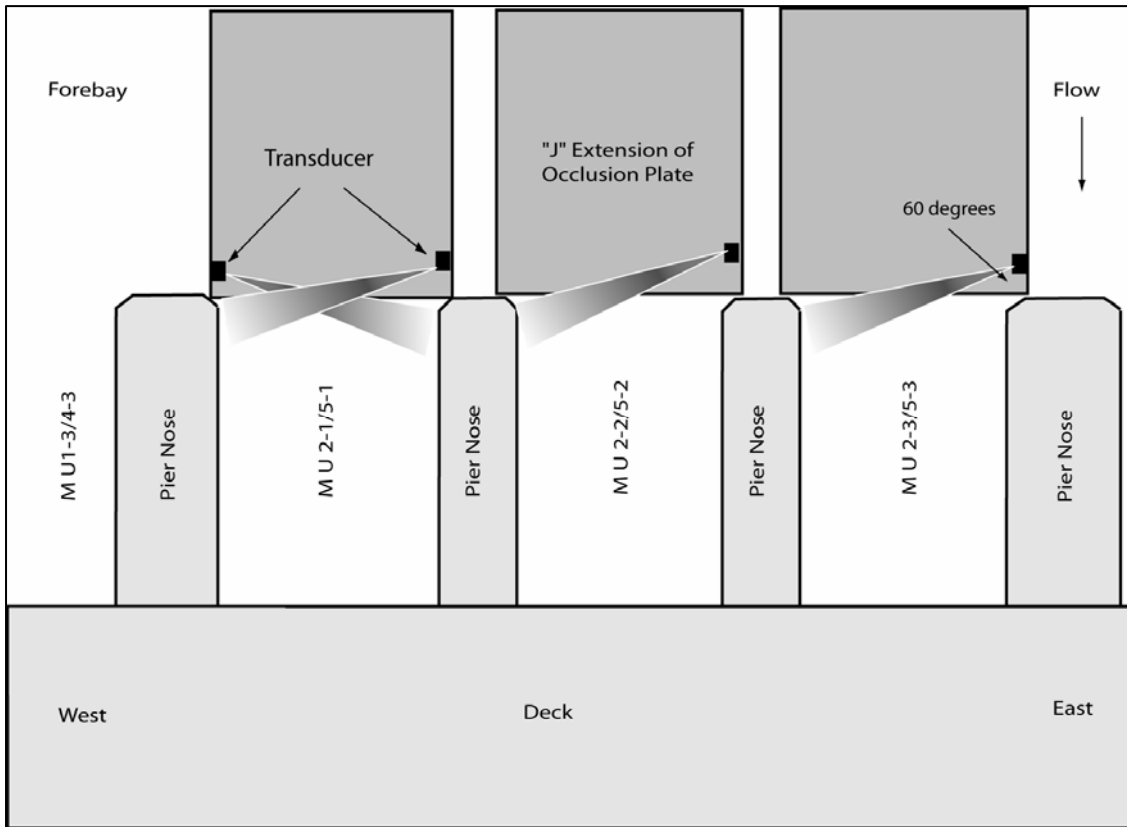 Forebay
Flow
Transducer
"J" Extension of
Occlusion Plate
60 degrees
M U1-3/4-3
Pier Nose
M U 2-1/5-1
Pier Nose
M U 2-2/5-2
Pier Nose
M U 2-3/5-3
Pier Nose
West
Deck
East